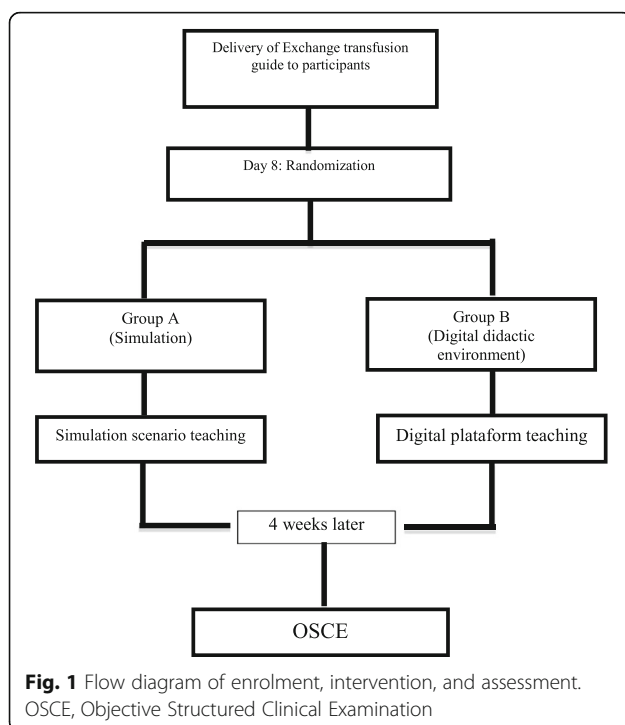 Delivery of Exchange transfusion
guide to participants
Day 8: Randomization
Group A
(Simulation)
Group B
(Digital didactic
environment)
Simulation scenario teaching
Digital plataform teaching
4 weeks later
OSCE
Fig. 1 Flow diagram of enrolment, intervention, and assessment.
OSCE, Objective Structured Clinical Examination